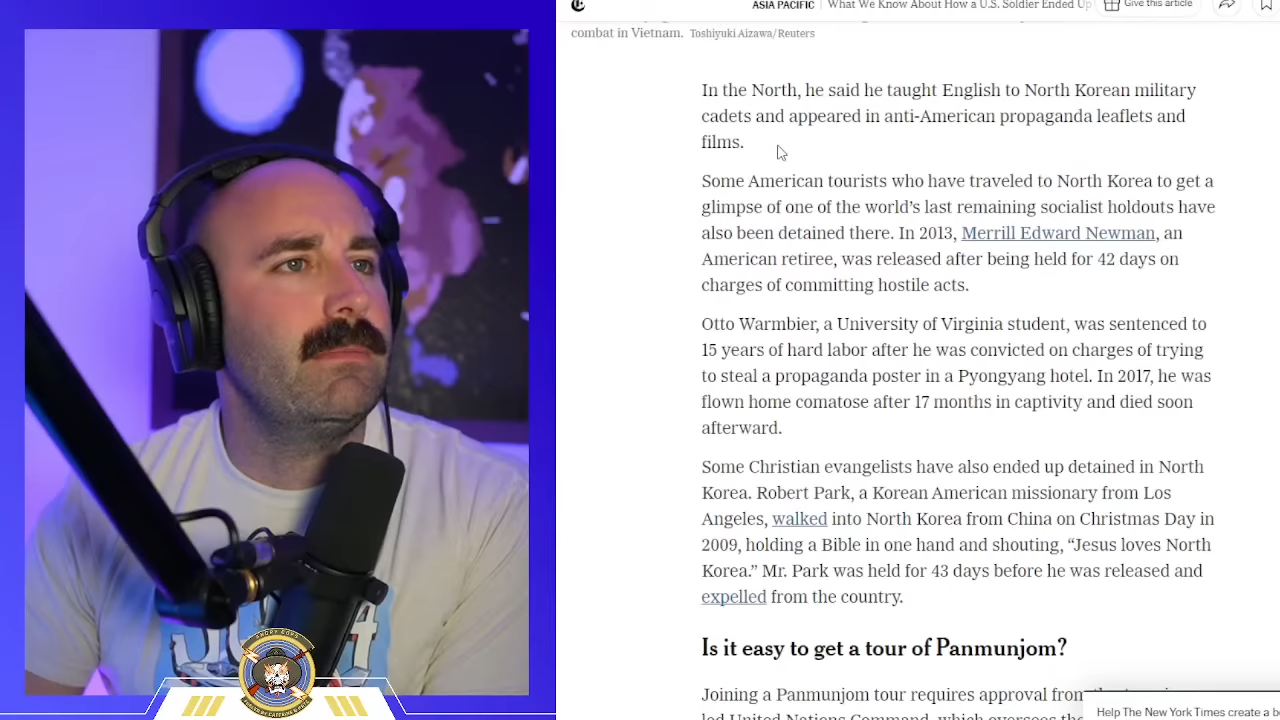 ASIA PACIFIC | What We Know About How a U.S. Soldier Ended Up
Give this article
combat in Vietnam. Toshiyuki Aizawa/Reuters
In the North, he said he taught English to North Korean military
cadets and appeared in anti-American propaganda leaflets and
films.
Some American tourists who have traveled to North Korea to get a
glimpse of one of the world's last remaining socialist holdouts have
also been detained there. In 2013, Merrill Edward Newman, an
American retiree, was released after being held for 42 days on
charges of committing hostile acts.
Otto Warmbier, a University of Virginia student, was sentenced to
15 years of hard labor after he was convicted on charges of trying
to steal a propaganda poster in a Pyongyang hotel. In 2017, he was
flown home comatose after 17 months in captivity and died soon
afterward.
Some Christian evangelists have also ended up detained in North
Korea. Robert Park, a Korean American missionary from Los
Angeles, walked into North Korea from China on Christmas Day in
2009, holding a Bible in one hand and shouting, “Jesus loves North
Korea.” Mr. Park was held for 43 days before he was released and
expelled from the country.
Is it easy to get a tour of Panmunjom?
Joining a Panmunjom tour requires approval from
led United Nations Command, which oversees the
Help The New York Times create a be
ANGRY COPS